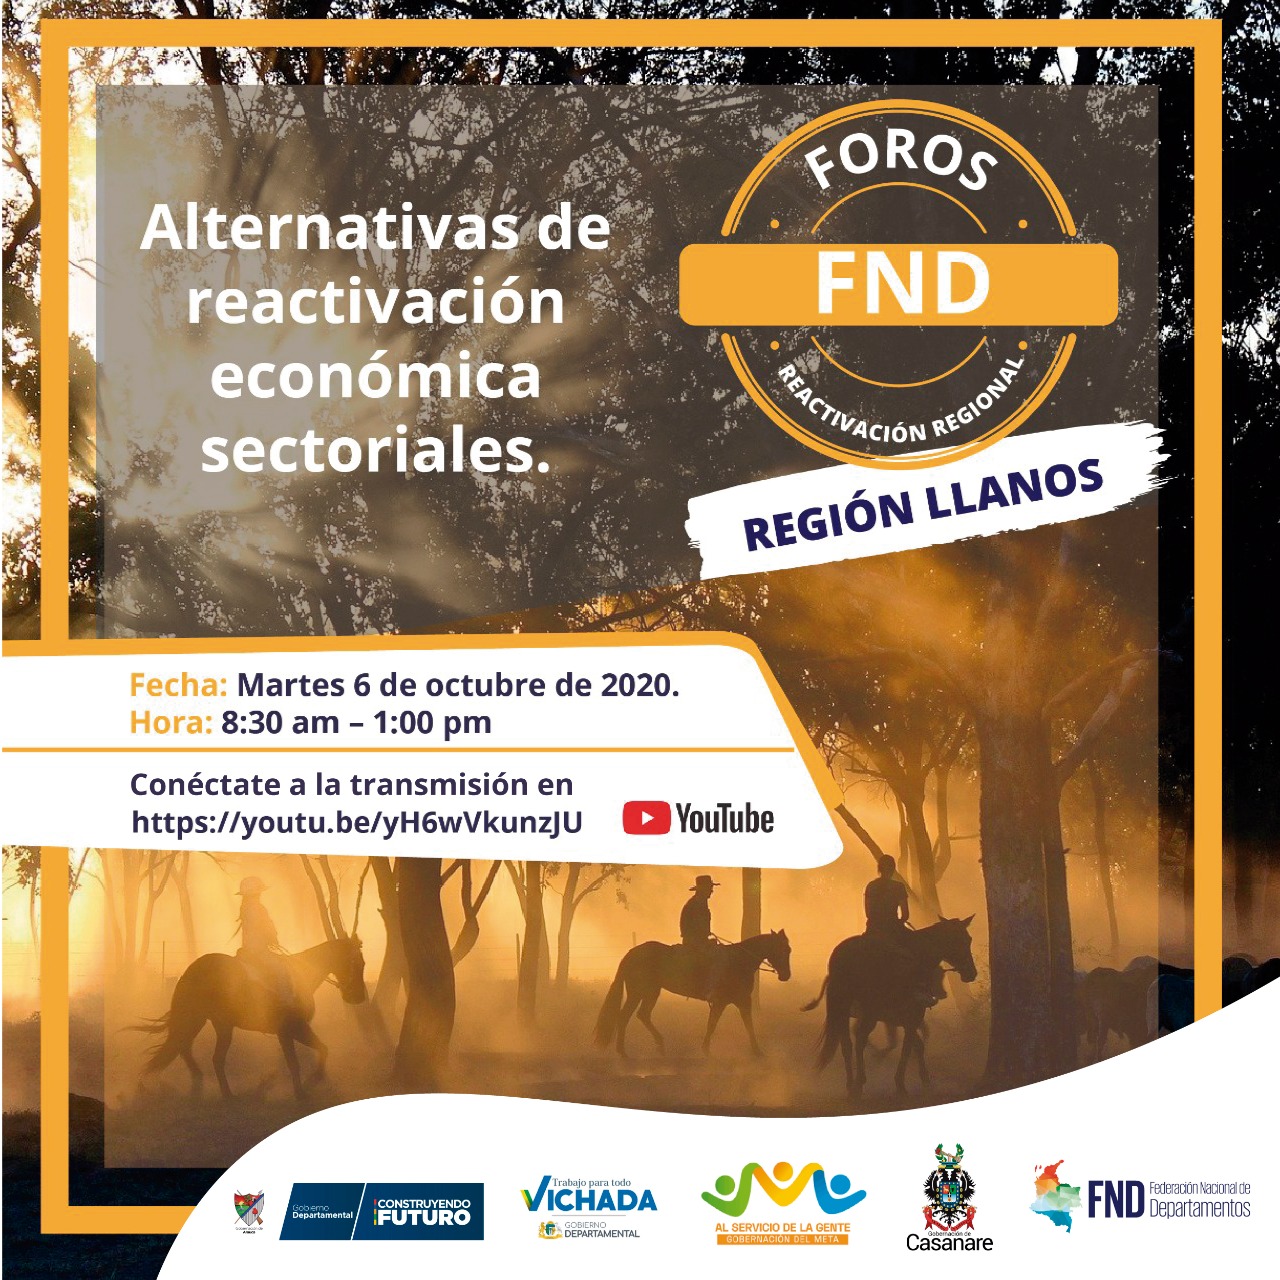 FOROS
FND
REACTIVACIÓN REGIONAL
REGIÓN LLANOS
Alternativas de
reactivación
económica
sectoriales.
Fecha: Martes 6 de octubre de 2020.
Hora: 8:30 am – 1:00 pm
Conéctate a la transmisión en
https://youtu.be/yH6wVkunzJU
YouTube
Gobernación de
Arauca
Gobierno
Departamental
CONSTRUYENDO
FUTURO
Trabajo para todo
VICHADA
GOBIERNO
DEPARTAMENTAL
AL SERVICIO DE LA GENTE
GOBERNACIÓN DEL META
Gobernación de
Casanare
FND
Federación Nacional de
Departamentos